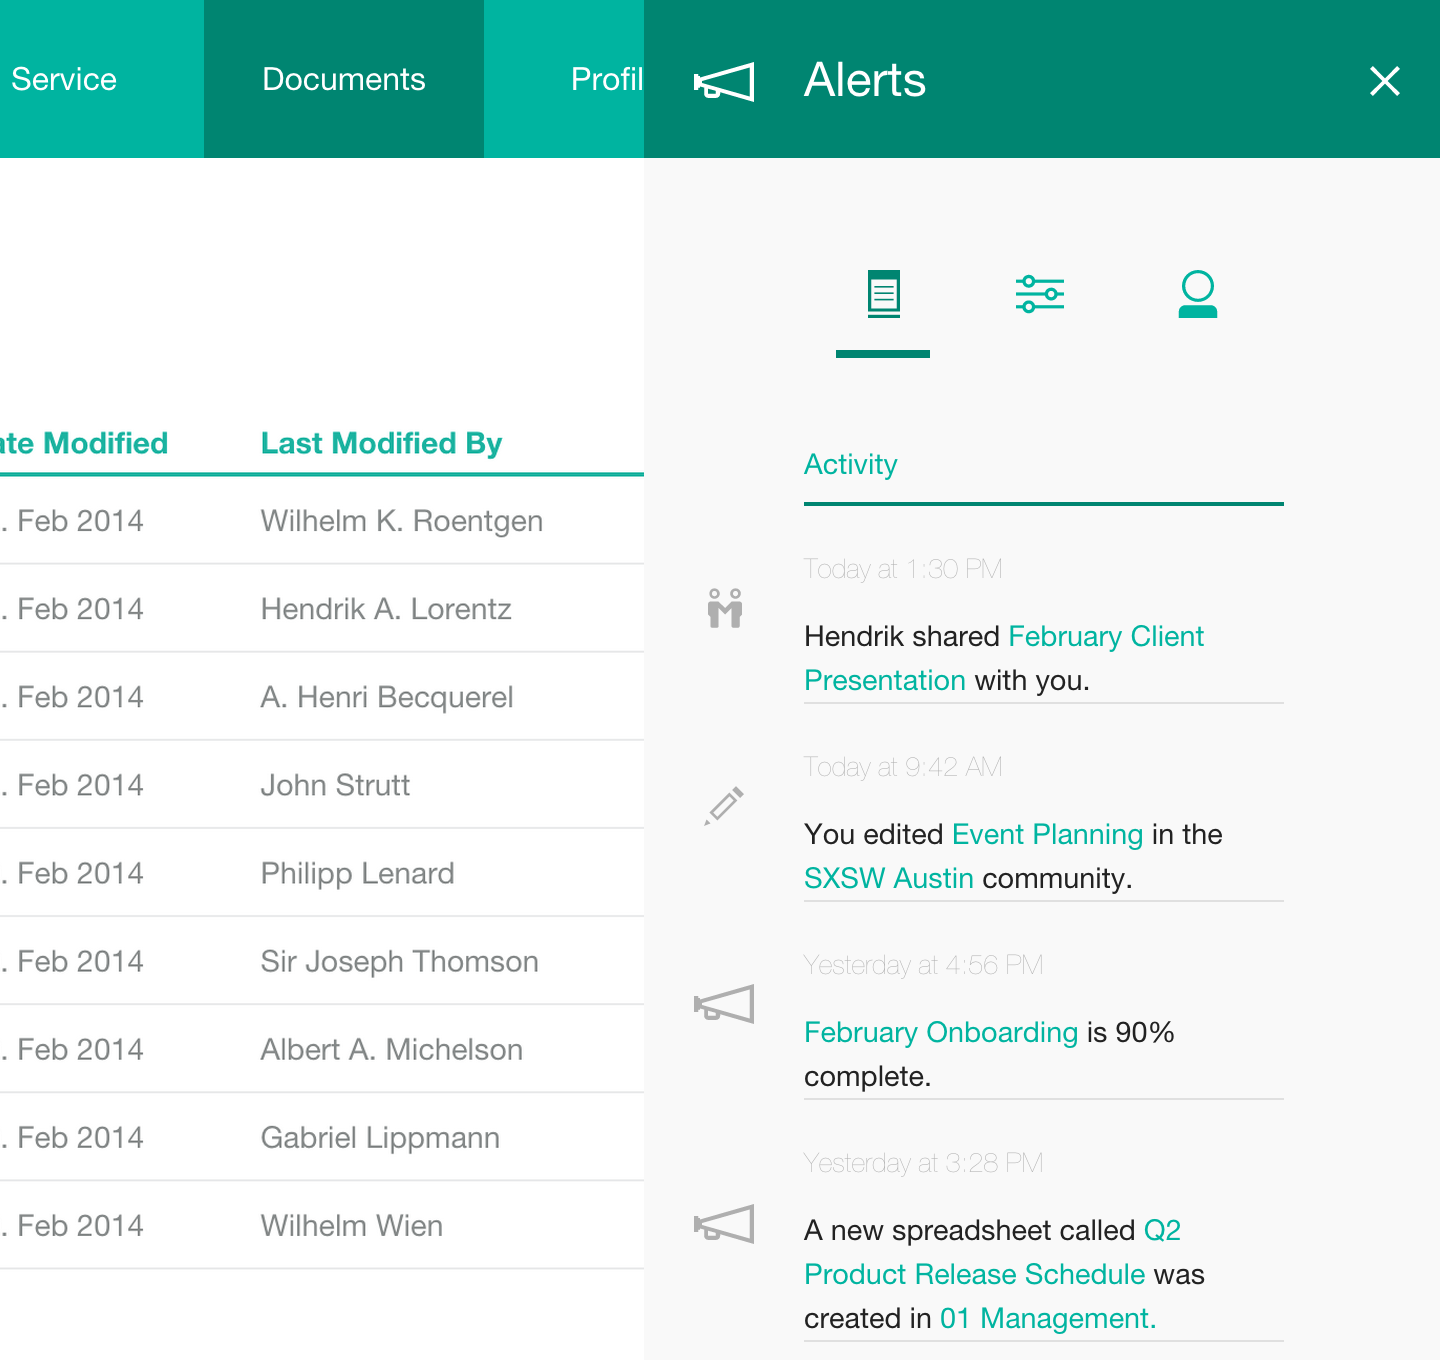 Service
Documents
Profil
Alerts
ate Modified
Last Modified By
. Feb 2014
Wilhelm K. Roentgen
. Feb 2014
Hendrik A. Lorentz
. Feb 2014
A. Henri Becquerel
. Feb 2014
John Strutt
. Feb 2014
Philipp Lenard
. Feb 2014
Sir Joseph Thomson
. Feb 2014
Albert A. Michelson
. Feb 2014
Gabriel Lippmann
. Feb 2014
Wilhelm Wien
Activity
Today at 1:30 PM
Hendrik shared February Client
Presentation with you.
Today at 9:42 AM
You edited Event Planning in the
SXSW Austin community.
Yesterday at 4:56 PM
February Onboarding is 90%
complete.
Yesterday at 3:28 PM
A new spreadsheet called Q2
Product Release Schedule was
created in 01 Management.